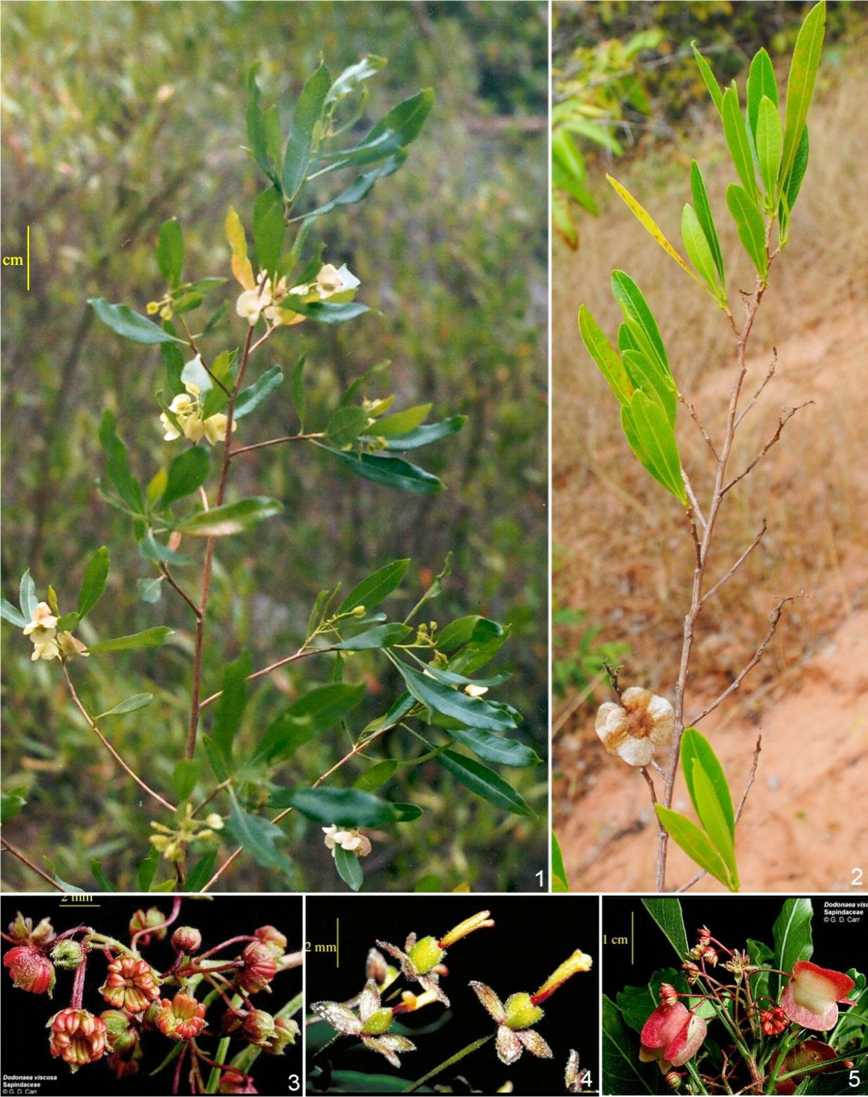 cm
1
2
2 mm
Dodonaea viscosa
Sapindaceae
© G. D. Carr
3
2 mm
4
1 cm
Dodonaea visc
Sapindaceae
© G. D. Carr
5